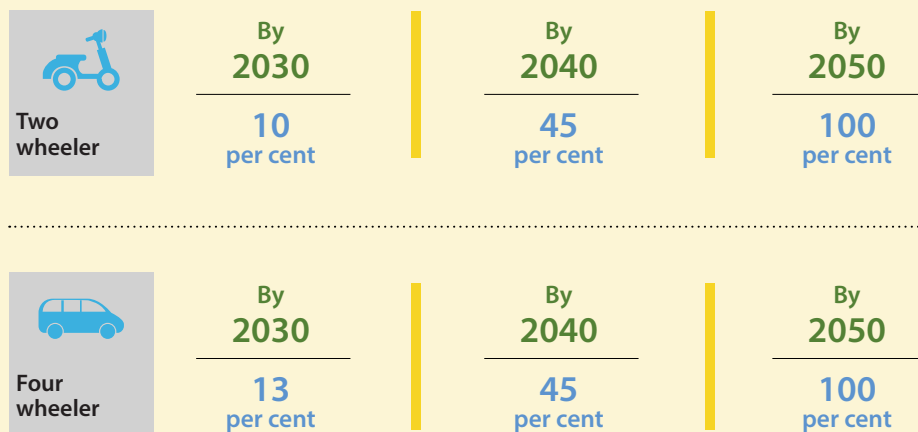 Two
wheeler
By
2030
10
per cent
By
2040
45
per cent
By
2050
100
per cent
Four
wheeler
By
2030
13
per cent
By
2040
45
per cent
By
2050
100
per cent